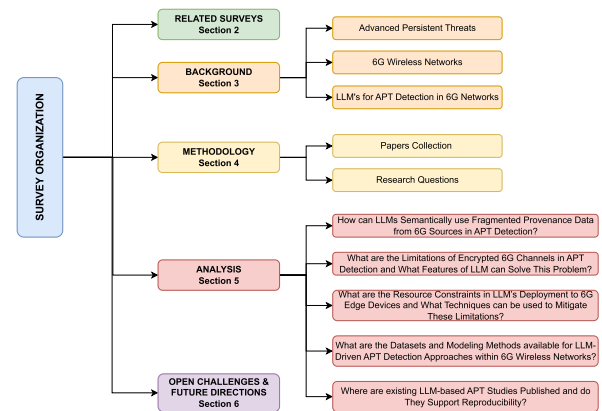 SURVEY ORGANIZATION
RELATED SURVEYS
Section 2
BACKGROUND
Section 3
Advanced Persistent Threats
6G Wireless Networks
LLM's for APT Detection in 6G Networks
METHODOLOGY
Section 4
Papers Collection
Research Questions
ANALYSIS
Section 5
How can LLMs Semantically use Fragmented Provenance Data
from 6G Sources in APT Detection?
What are the Limitations of Encrypted 6G Channels in APT
Detection and What Features of LLM can Solve This Problem?
What are the Resource Constraints in LLM's Deployment to 6G
Edge Devices and What Techniques can be used to Mitigate
These Limitations?
What are the Datasets and Modeling Methods available for LLM-
Driven APT Detection Approaches within 6G Wireless Networks?
Where are existing LLM-based APT Studies Published and do
They Support Reproducibility?
OPEN CHALLENGES &
FUTURE DIRECTIONS
Section 6